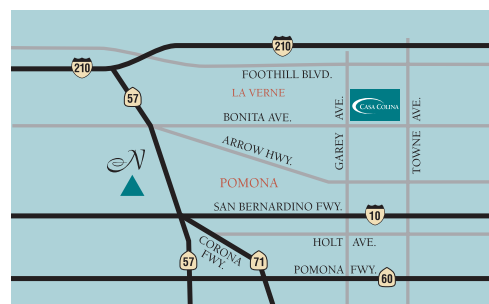 210
210
FOOTHILL BLVD.
57
LA VERNE
CASA COLINA
BONITA AVE.
GAREY AVE.
TOWNE AVE.
ARROW HWY.
N
POMONA
SAN BERNARDINO FWY.
10
CORONA
FWY.
HOLT AVE.
57
71
POMONA FWY.
60